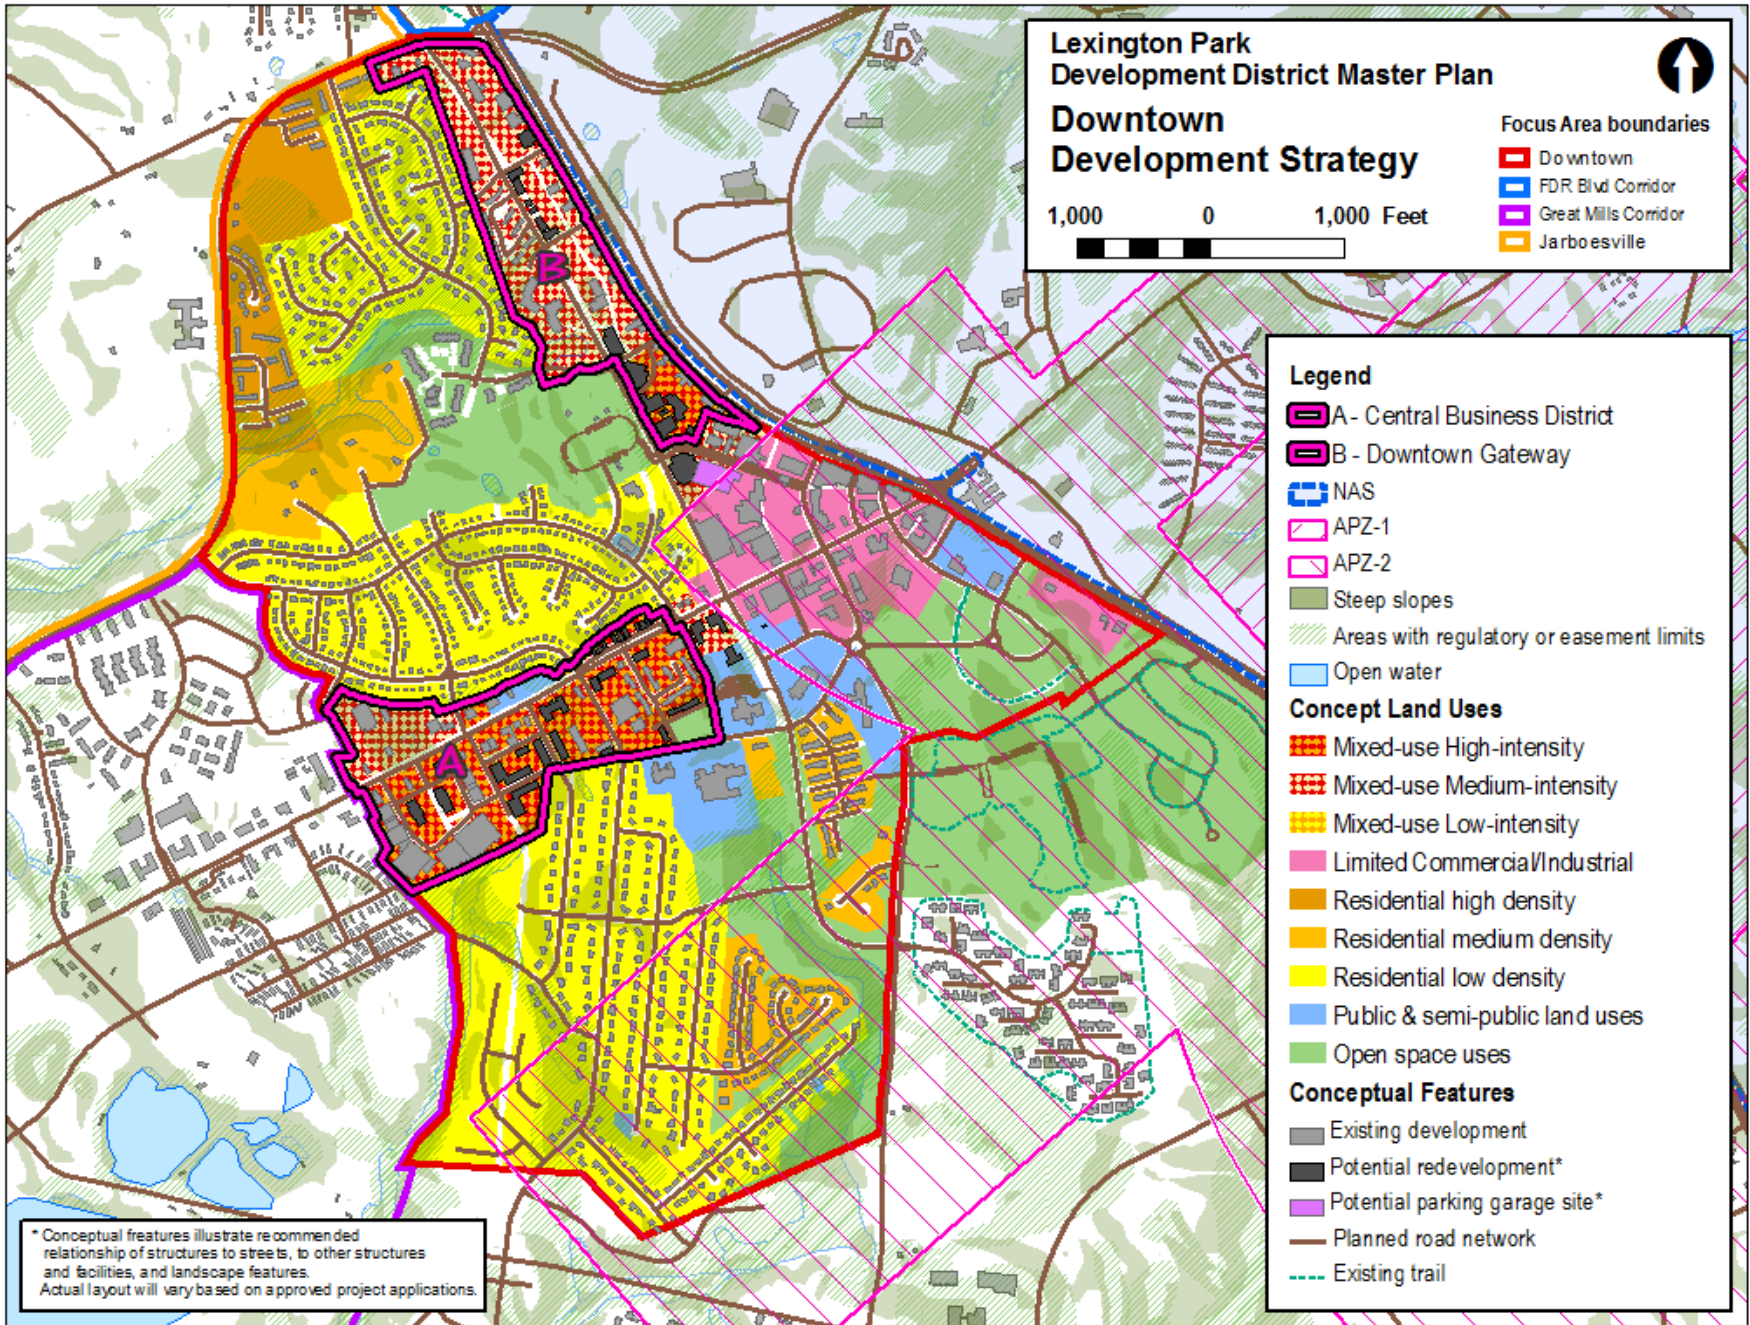 Lexington Park
Development District Master Plan
Downtown
Development Strategy
1,000 0 1,000 Feet
Focus Area boundaries
Downtown
FDR Blvd Corridor
Great Mills Corridor
Jarboesville
B
A
Legend
A - Central Business District
B - Downtown Gateway
NAS
APZ-1
APZ-2
Steep slopes
Areas with regulatory or easement limits
Open water
Concept Land Uses
Mixed-use High-intensity
Mixed-use Medium-intensity
Mixed-use Low-intensity
Limited Commercial/Industrial
Residential high density
Residential medium density
Residential low density
Public & semi-public land uses
Open space uses
Conceptual Features
Existing development
Potential redevelopment*
Potential parking garage site*
Planned road network
Existing trail
* Conceptual freatures illustrate recommended
relationship of structures to streets, to other structures
and facilities, and landscape features.
Actual layout will vary based on approved project applications.